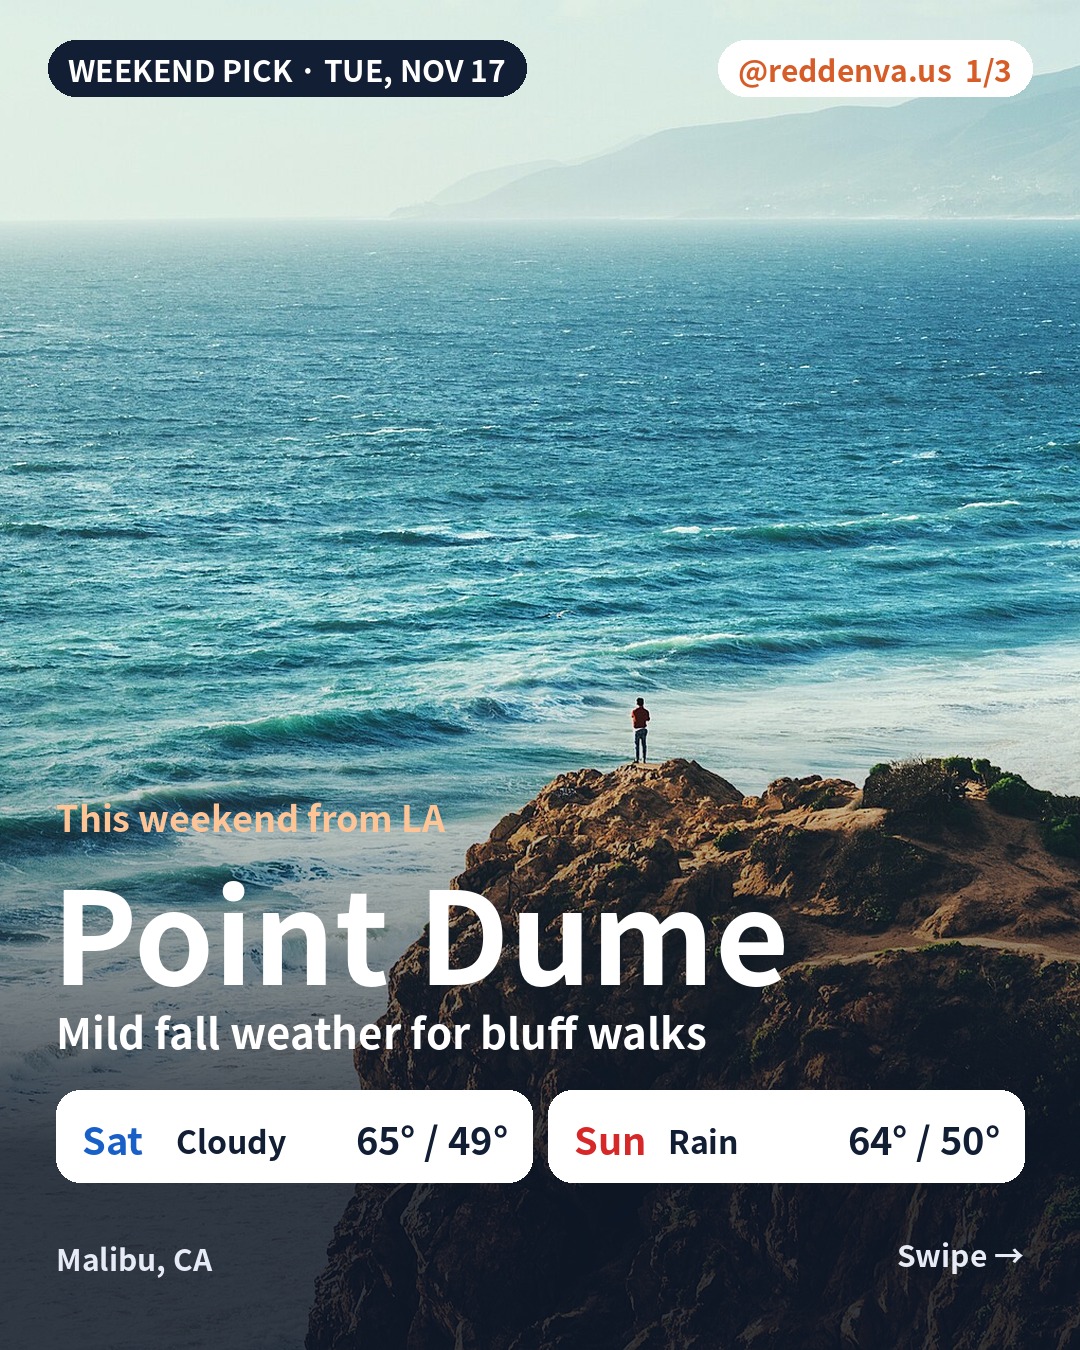 WEEKEND PICK · TUE, NOV 17
@reddenva.us 1/3
This weekend from LA
Point Dume
Mild fall weather for bluff walks
Sat Cloudy 65° / 49°
Sun Rain 64° / 50°
Malibu, CA
Swipe →